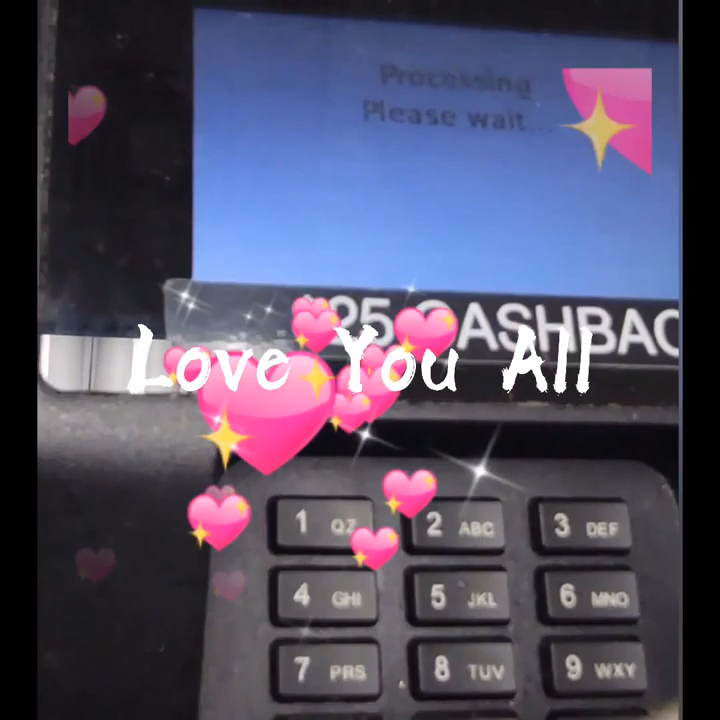 Processing
Please wait...
$25 CASHBAC
Love You All
1 QZ 2 ABC 3 DEF
4 GHI 5 JKL 6 MNO
7 PRS 8 TUV 9 WXY